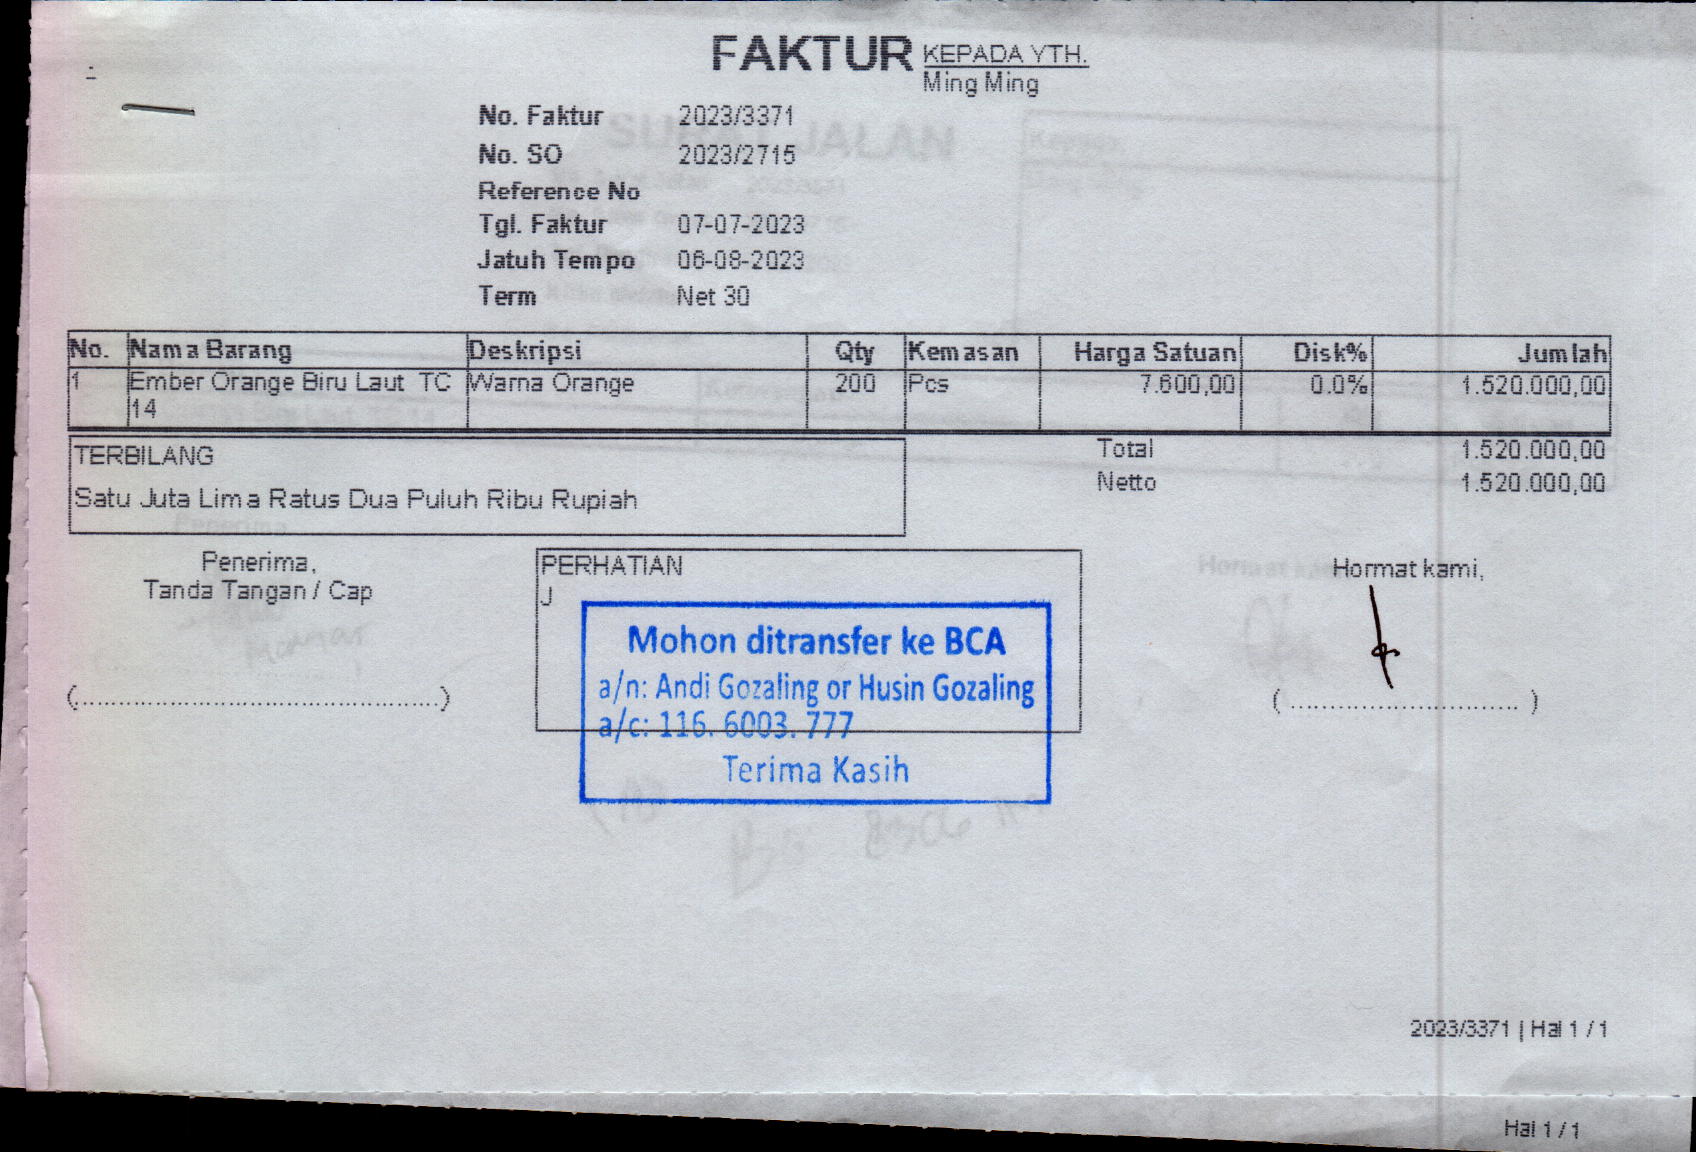 FAKTUR
KEPADA YTH.
Ming Ming
No. Faktur 2023/3371
No. SO 2023/2715
Reference No
Tgl. Faktur 07-07-2023
Jatuh Tempo 06-08-2023
Term Net 30
No. Nama Barang Deskripsi Qty Kemasan Harga Satuan Disk% Jumlah
1 Ember Orange Biru Laut TC Warna Orange 200 Pcs 7.600,00 0.0% 1.520.000,00
14
Total 1.520.000,00
Netto 1.520.000,00
TERBILANG
Satu Juta Lima Ratus Dua Puluh Ribu Rupiah
Penerima,
Tanda Tangan / Cap
(..........................................)
PERHATIAN
J
Mohon ditransfer ke BCA
a/n: Andi Gozaling or Husin Gozaling
a/c: 116. 6003. 777
Terima Kasih
Hormat kami,
(............................)
2023/3371 | Hal 1 / 1
Hal 1 / 1